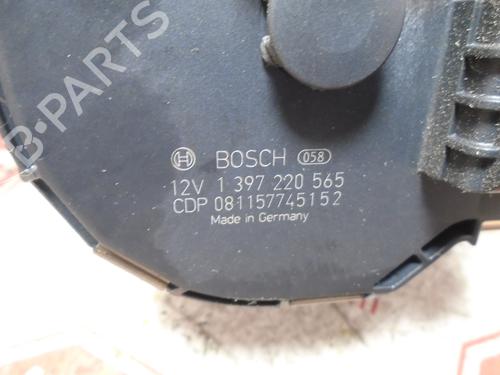 B-PARTS
BOSCH 058
12V 1 397 220 565
CDP 081157745152
Made in Germany